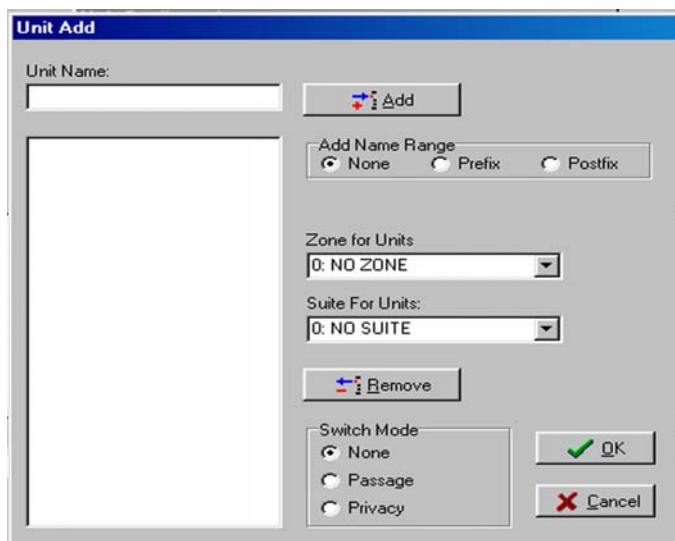 Unit Add
Unit Name:
Add
Add Name Range
None Prefix Postfix
Zone for Units
0: NO ZONE
Suite For Units:
0: NO SUITE
Remove
Switch Mode
None
Passage
Privacy
OK
Cancel